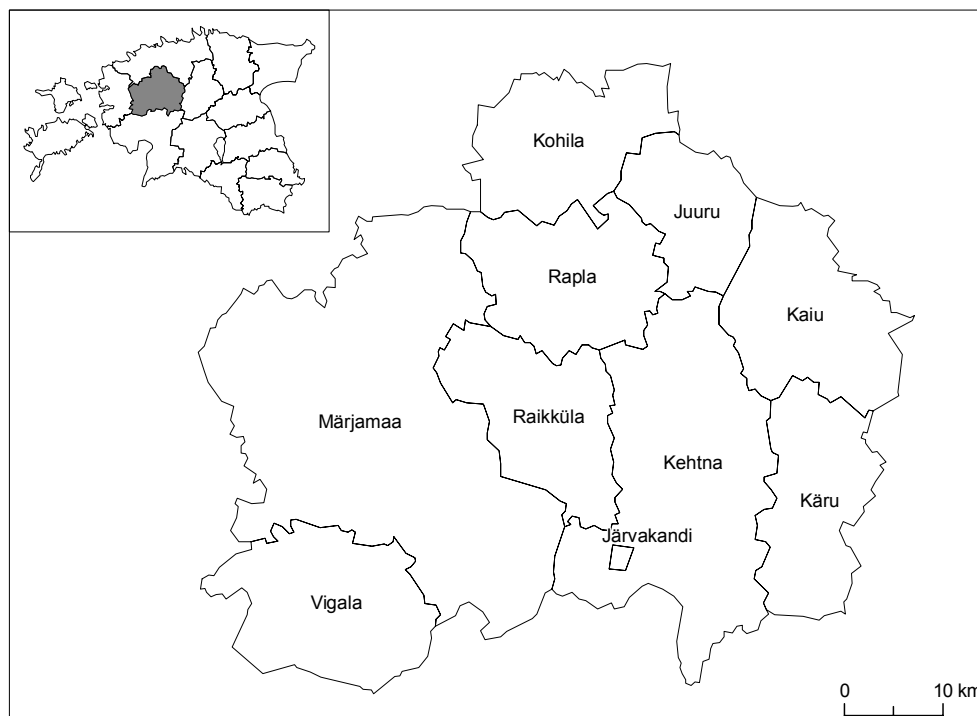 Kohila
Juuru
Rapla
Kaiu
Märjamaa
Raikküla
Kehtna
Käru
Järvakandi
Vigala
0 10 km